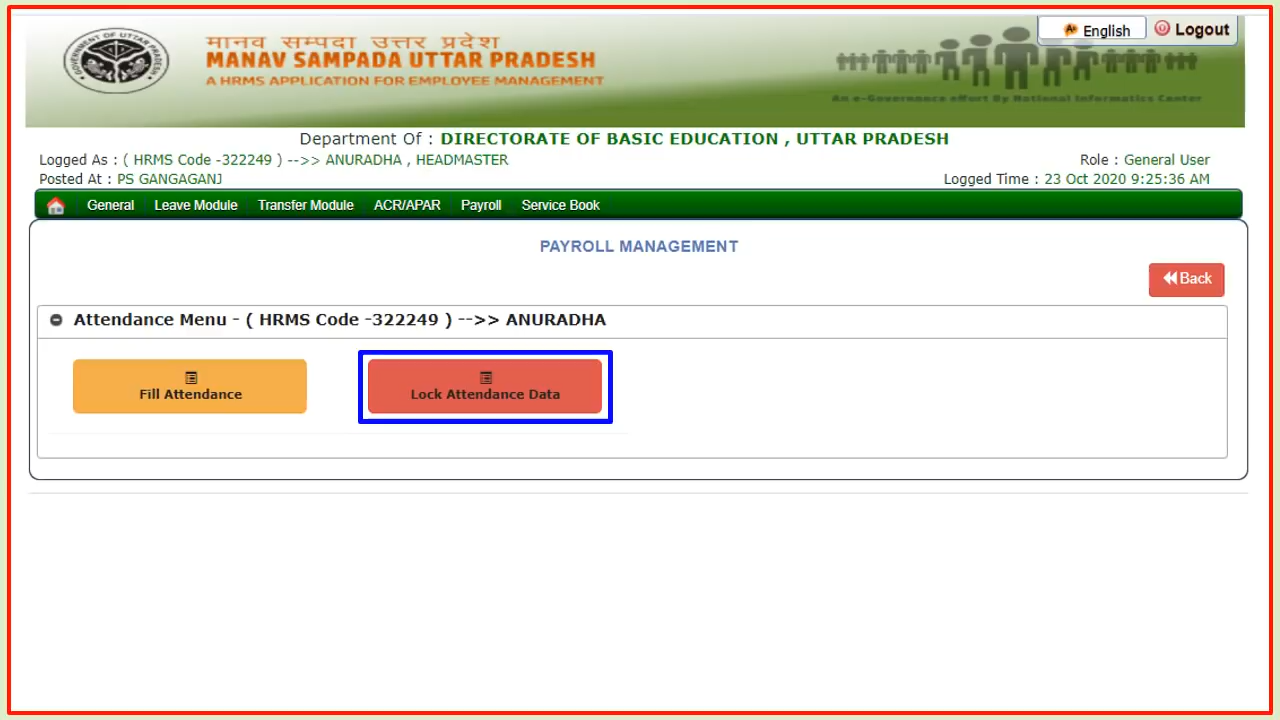 English
Logout
मानव सम्पदा उत्तर प्रदेश
MANAV SAMPADA UTTAR PRADESH
A HRMS APPLICATION FOR EMPLOYEE MANAGEMENT
An e-Governance effort By National Informatics Center
Department Of : DIRECTORATE OF BASIC EDUCATION , UTTAR PRADESH
Logged As : ( HRMS Code -322249 ) -->> ANURADHA , HEADMASTER Role : General User
Posted At : PS GANGAGANJ Logged Time : 23 Oct 2020 9:25:36 AM
General Leave Module Transfer Module ACR/APAR Payroll Service Book
PAYROLL MANAGEMENT
Back
Attendance Menu - ( HRMS Code -322249 ) -->> ANURADHA
Fill Attendance Lock Attendance Data